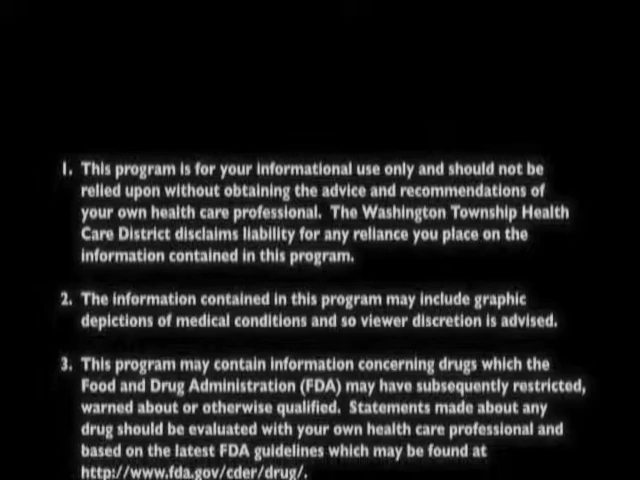 1. This program is for your informational use only and should not be
relied upon without obtaining the advice and recommendations of
your own health care professional. The Washington Township Health
Care District disclaims liability for any reliance you place on the
information contained in this program.
2. The information contained in this program may include graphic
depictions of medical conditions and so viewer discretion is advised.
3. This program may contain information concerning drugs which the
Food and Drug Administration (FDA) may have subsequently restricted,
warned about or otherwise qualified. Statements made about any
drug should be evaluated with your own health care professional and
based on the latest FDA guidelines which may be found at
http://www.fda.gov/cder/drug/.